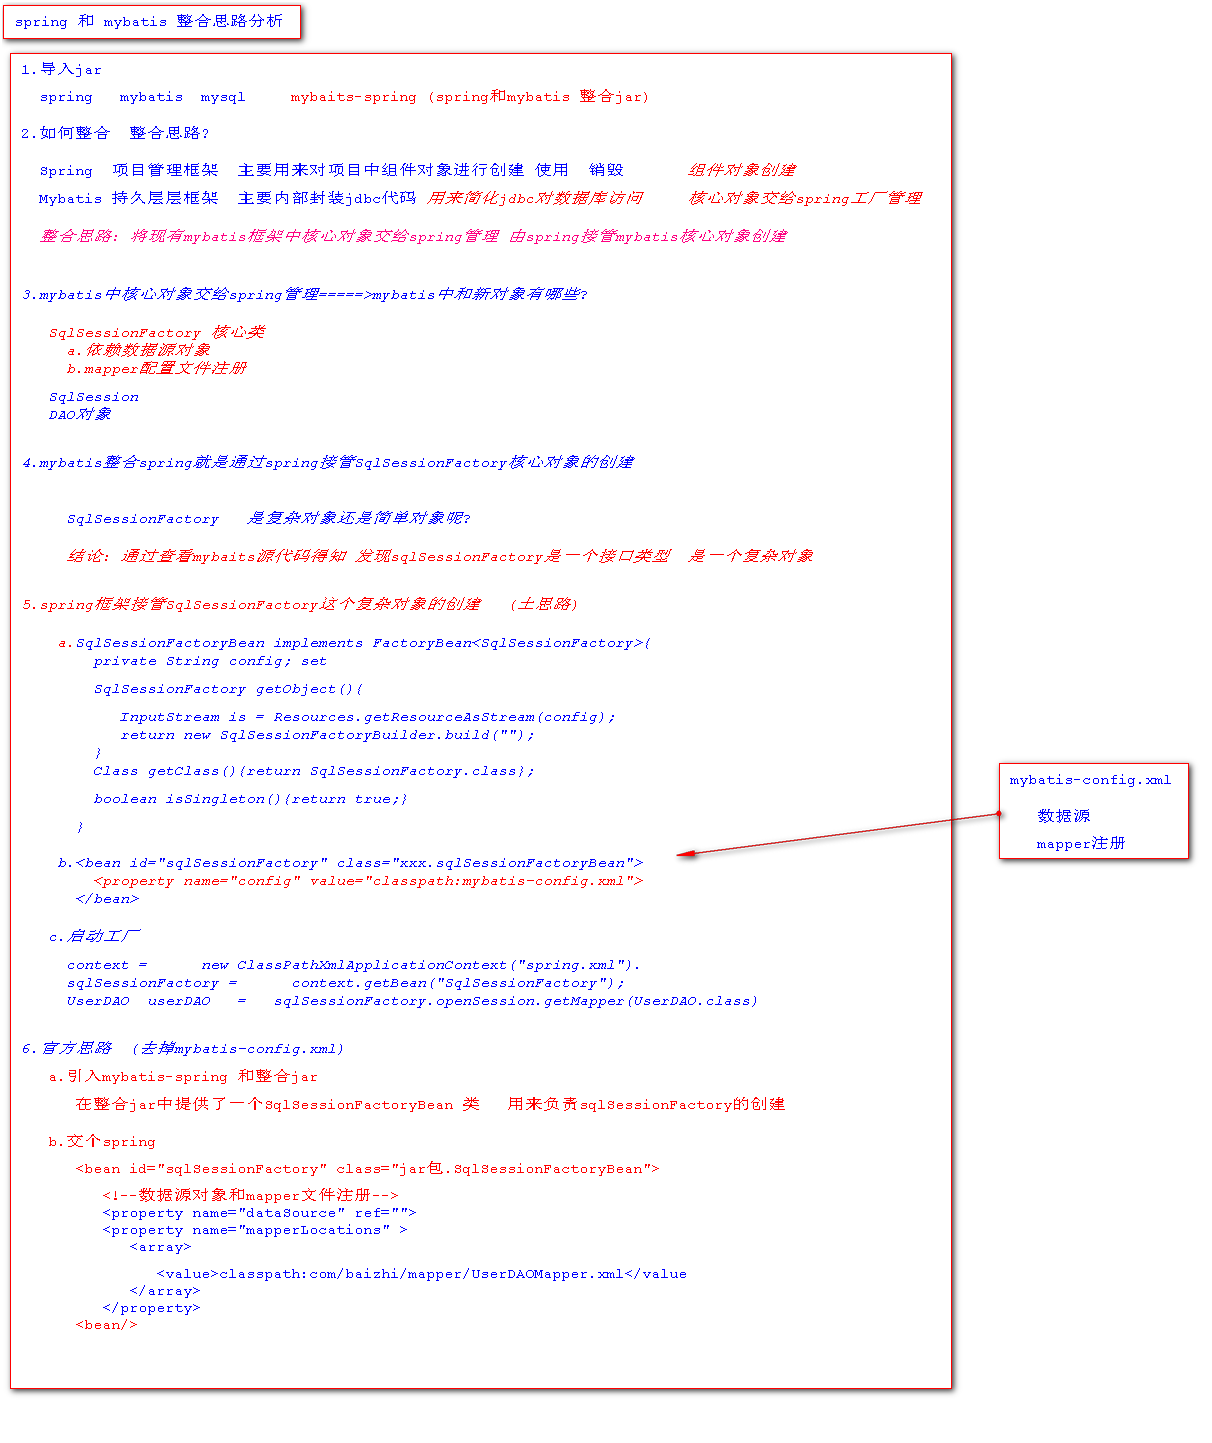 spring 和 mybatis 整合思路分析
1.导入jar
spring mybatis mysql mybaits-spring (spring和mybatis 整合jar)
2.如何整合 整合思路?
Spring 项目管理框架 主要用来对项目中组件对象进行创建 使用 销毁 组件对象创建
Mybatis 持久层层框架 主要内部封装jdbc代码 用来简化jdbc对数据库访问 核心对象交给spring工厂管理
整合思路: 将现有mybatis框架中核心对象交给spring管理 由spring接管mybatis核心对象创建
3.mybatis中核心对象交给spring管理=====>mybatis中和新对象有哪些?
SqlSessionFactory 核心类
a.依赖数据源对象
b.mapper配置文件注册
SqlSession
DAO对象
4.mybatis整合spring就是通过spring接管SqlSessionFactory核心对象的创建
SqlSessionFactory 是复杂对象还是简单对象呢?
结论: 通过查看mybaits源代码得知 发现sqlSessionFactory是一个接口类型 是一个复杂对象
5.spring框架接管SqlSessionFactory这个复杂对象的创建 (土思路)
a.SqlSessionFactoryBean implements FactoryBean<SqlSessionFactory>{
private String config; set
SqlSessionFactory getObject(){
InputStream is = Resources.getResourceAsStream(config);
return new SqlSessionFactoryBuilder.build("");
}
Class getClass(){return SqlSessionFactory.class};
boolean isSingleton(){return true;}
}
b.<bean id="sqlSessionFactory" class="xxx.sqlSessionFactoryBean">
<property name="config" value="classpath:mybatis-config.xml">
</bean>
c.启动工厂
context = new ClassPathXmlApplicationContext("spring.xml").
sqlSessionFactory = context.getBean("SqlSessionFactory");
UserDAO userDAO = sqlSessionFactory.openSession.getMapper(UserDAO.class)
6.官方思路 (去掉mybatis-config.xml)
a.引入mybatis-spring 和整合jar
在整合jar中提供了一个SqlSessionFactoryBean 类 用来负责sqlSessionFactory的创建
b.交个spring
<bean id="sqlSessionFactory" class="jar包.SqlSessionFactoryBean">
<!--数据源对象和mapper文件注册-->
<property name="dataSource" ref="">
<property name="mapperLocations" >
<array>
<value>classpath:com/baizhi/mapper/UserDAOMapper.xml</value
</array>
</property>
<bean/>
mybatis-config.xml
数据源
mapper注册